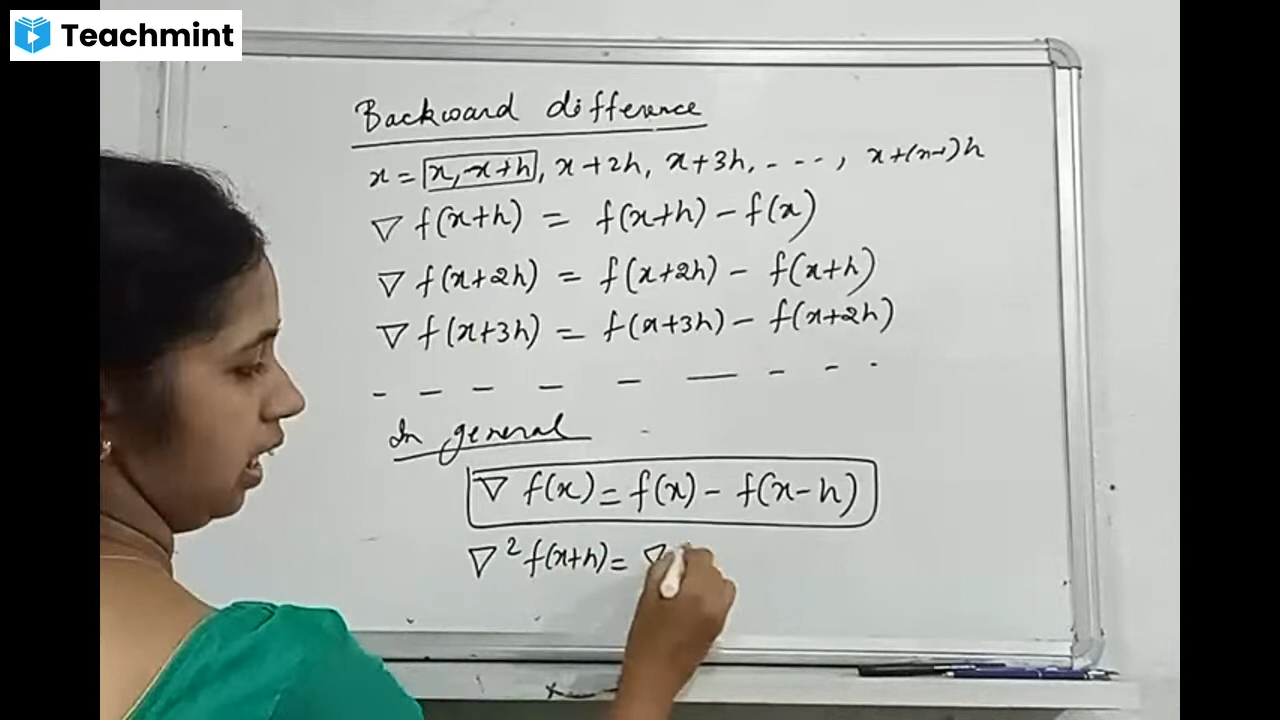 Teachmint
Backward difference
x = x, x+h, x+2h, x+3h, - - - -, x+(n-1)h
∇ f(x+h) = f(x+h) - f(x)
∇ f(x+2h) = f(x+2h) - f(x+h)
∇ f(x+3h) = f(x+3h) - f(x+2h)
In general
∇ f(x) = f(x) - f(x-h)
∇² f(x+h) = ∇